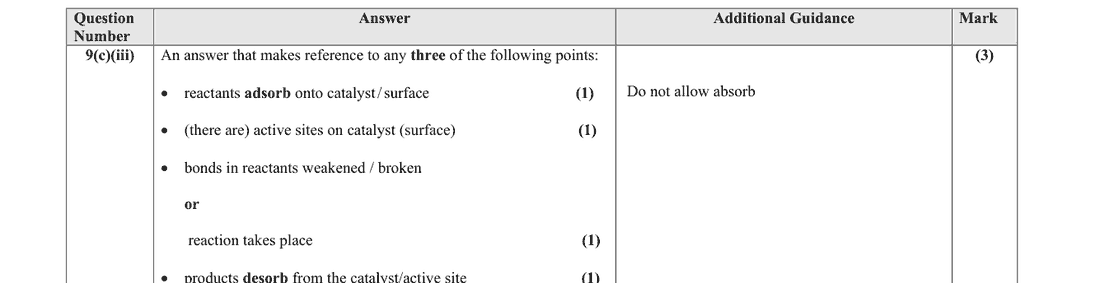 Question Number Answer Additional Guidance Mark
9(c)(iii) An answer that makes reference to any three of the following points: (3)
• reactants adsorb onto catalyst/surface (1) Do not allow absorb
• (there are) active sites on catalyst (surface) (1)
• bonds in reactants weakened / broken
or
reaction takes place (1)
• products desorb from the catalyst/active site (1)